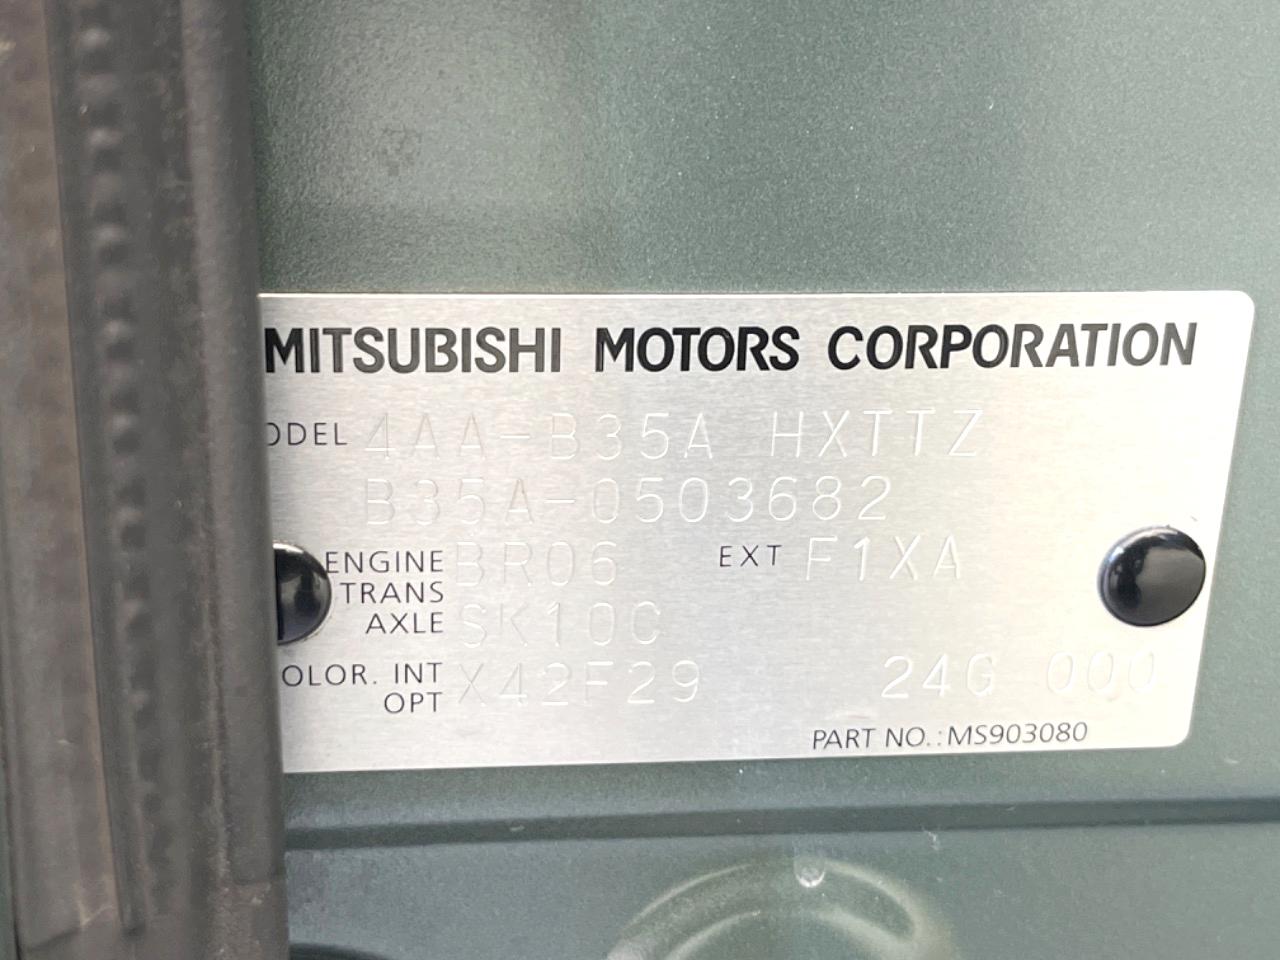 MITSUBISHI MOTORS CORPORATION
ODEL 4AA-B35A HXTTZ
B35A-0503682
ENGINE BR06 EXT F1XA
TRANS
AXLE SK10C
OLOR. INT X42F29 24G 000
OPT
PART NO.: MS903080